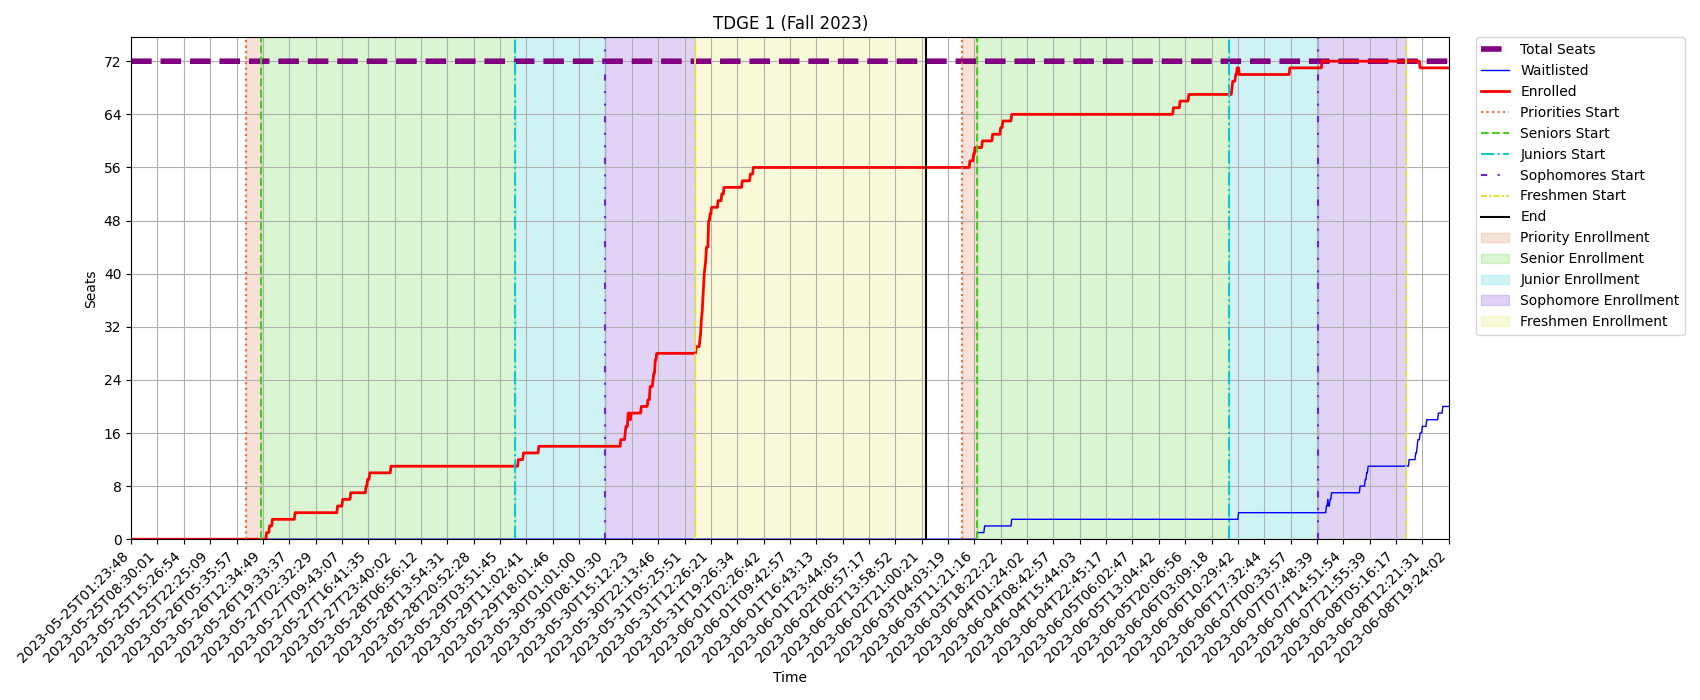 TDGE 1 (Fall 2023)
Total Seats
Waitlisted
Enrolled
Priorities Start
Seniors Start
Juniors Start
Sophomores Start
Freshmen Start
End
Priority Enrollment
Senior Enrollment
Junior Enrollment
Sophomore Enrollment
Freshmen Enrollment
Seats
72
64
56
48
40
32
24
16
8
0
2023-05-25T01:23:48
2023-05-25T08:30:01
2023-05-25T15:26:54
2023-05-25T22:25:09
2023-05-26T05:35:57
2023-05-26T12:34:49
2023-05-26T19:33:37
2023-05-27T02:32:29
2023-05-27T09:43:07
2023-05-27T16:41:35
2023-05-27T23:40:02
2023-05-28T06:56:12
2023-05-28T13:54:31
2023-05-28T20:52:28
2023-05-29T03:51:45
2023-05-29T11:02:41
2023-05-29T18:01:46
2023-05-30T01:01:00
2023-05-30T08:10:30
2023-05-30T15:12:23
2023-05-30T22:13:46
2023-05-31T05:25:51
2023-05-31T12:26:21
2023-05-31T19:26:34
2023-06-01T02:26:42
2023-06-01T09:42:57
2023-06-01T16:43:13
2023-06-01T23:44:05
2023-06-02T06:57:17
2023-06-02T13:58:52
2023-06-02T21:00:21
2023-06-03T04:03:19
2023-06-03T11:21:16
2023-06-03T18:22:22
2023-06-04T01:24:02
2023-06-04T08:42:57
2023-06-04T15:44:03
2023-06-04T22:45:17
2023-06-05T06:02:47
2023-06-05T13:04:42
2023-06-05T20:06:56
2023-06-06T03:09:18
2023-06-06T10:29:42
2023-06-06T17:32:44
2023-06-07T00:33:57
2023-06-07T07:48:39
2023-06-07T14:51:54
2023-06-07T21:55:39
2023-06-08T05:16:17
2023-06-08T12:21:31
2023-06-08T19:24:02
Time